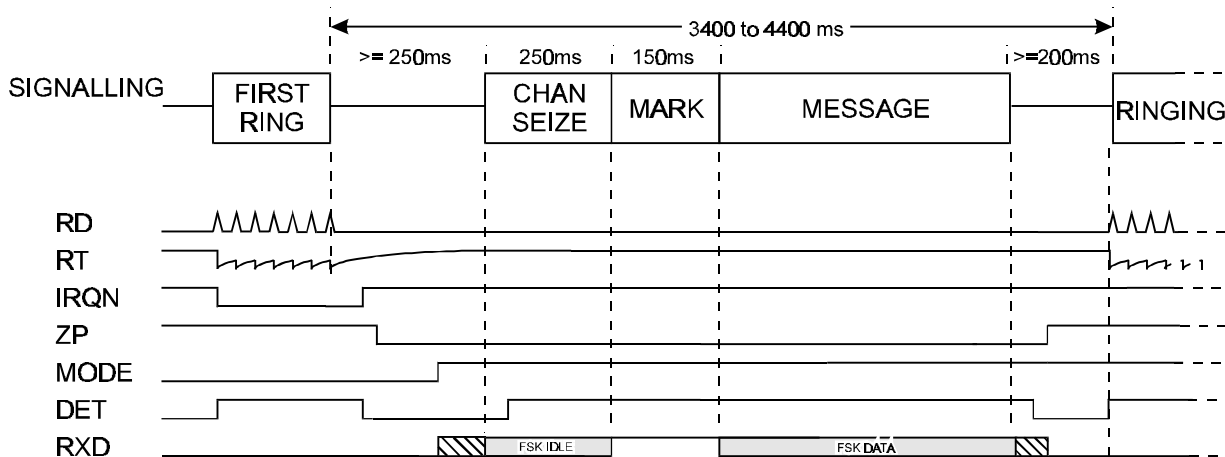 3400 to 4400 ms
>= 250ms 250ms 150ms >=200ms
SIGNALLING
FIRST
RING
CHAN
SEIZE
MARK
MESSAGE
RINGING
RD
RT
IRQN
ZP
MODE
DET
RXD
FSK IDLE
FSK DATA